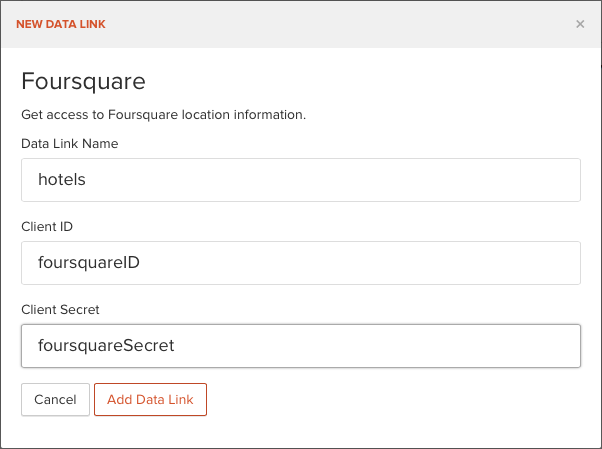 NEW DATA LINK ×
Foursquare
Get access to Foursquare location information.
Data Link Name
hotels
Client ID
foursquareID
Client Secret
foursquareSecret
Cancel Add Data Link